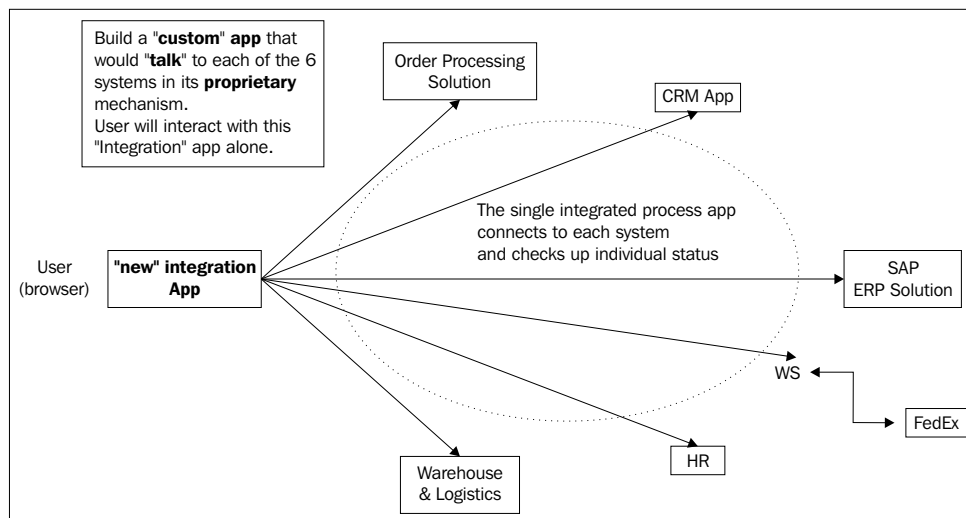 Build a "custom" app that
would "talk" to each of the 6
systems in its proprietary
mechanism.
User will interact with this
"Integration" app alone.
Order Processing
Solution
CRM App
The single integrated process app
connects to each system
and checks up individual status
User
(browser)
"new" integration
App
SAP
ERP Solution
WS
FedEx
HR
Warehouse
& Logistics